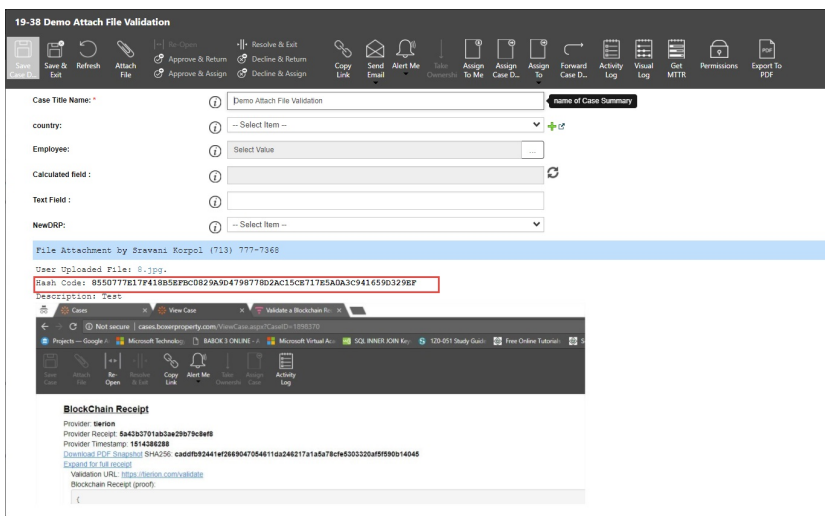 19-38 Demo Attach File Validation
Save Case D... Save & Exit Refresh Attach File Re-Open Approve & Return Approve & Assign Resolve & Exit Decline & Return Decline & Assign Copy Link Send Email Alert Me Take Ownershi Assign To Me Assign Case D... Assign To Forward Case D... Activity Log Visual Log Get MTTR Permissions Export To PDF
Case Title Name: * Demo Attach File Validation name of Case Summary
country: -- Select Item --
Employee: Select Value ...
Calculated field :
Text Field :
NewDRP: -- Select Item --
File Attachment by Sravani Korpol (713) 777-7368
User Uploaded File: 8.jpg.
Hash Code: 8550777E17F418B5EFBC0829A9D4798778D2AC15CE717E5A0A3C941659D329EF
Description: Test
Cases View Case Validate a Blockchain Re
Not secure | cases.boxerproperty.com/ViewCase.aspx?CaseID=1898370
Projects — Google A Microsoft Technology BABOK 3 ONLINE - A Microsoft Virtual Aca SQL INNER JOIN Key 120-051 Study Guide Free Online Tutorials
Save Case Attach File Re-Open Resolve & Exit Copy Link Alert Me Take Ownershi Assign Case Activity Log
BlockChain Receipt
Provider: tierion
Provider Receipt: 5a43b3701ab3ae29b79c8ef8
Provider Timestamp: 1514386288
Download PDF Snapshot SHA256: caddfb92441ef2669047054611da246217a1a5a78cfe5303320af5f590b14045
Expand for full receipt
Validation URL: https://tierion.com/validate
Blockchain Receipt (proof):
{